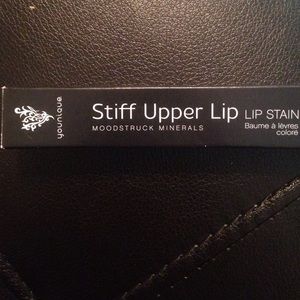 younique
Stiff Upper Lip LIP STAIN
MOODSTRUCK MINERALS
Baume à lèvres
coloré